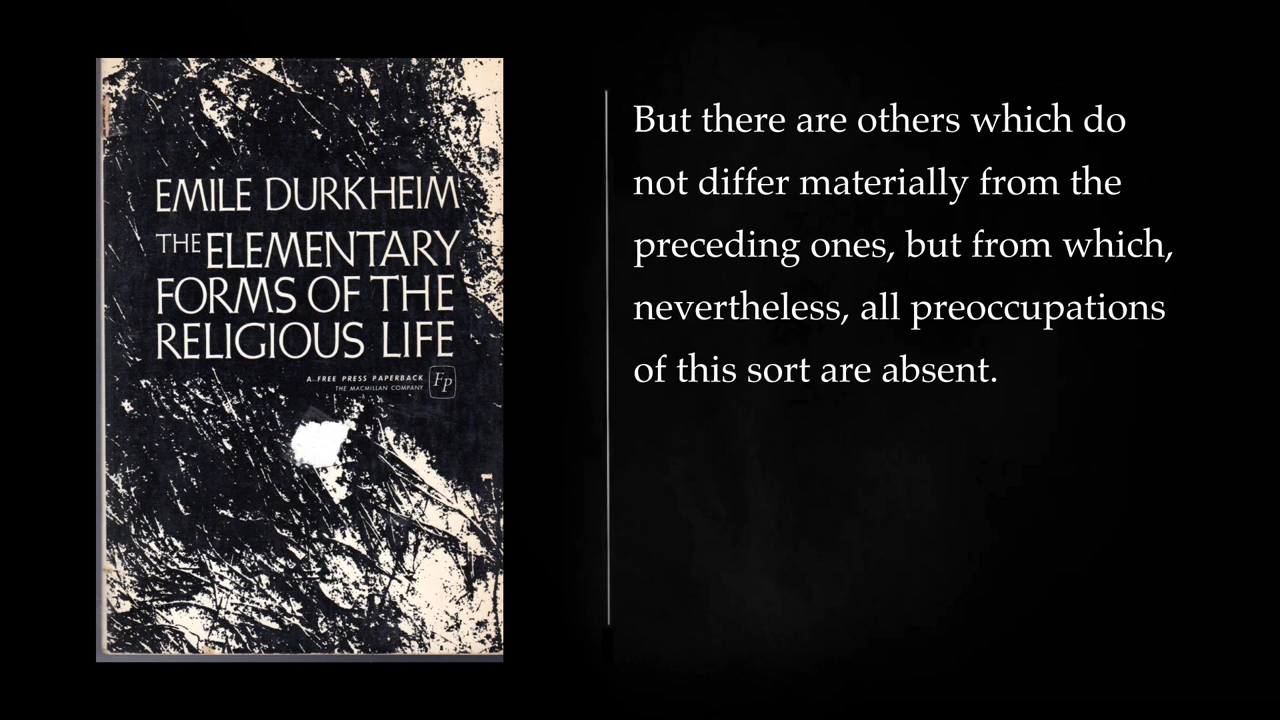 EMILE DURKHEIM
THE ELEMENTARY
FORMS OF THE
RELIGIOUS LIFE
A FREE PRESS PAPERBACK
THE MACMILLAN COMPANY
FP
But there are others which do
not differ materially from the
preceding ones, but from which,
nevertheless, all preoccupations
of this sort are absent.